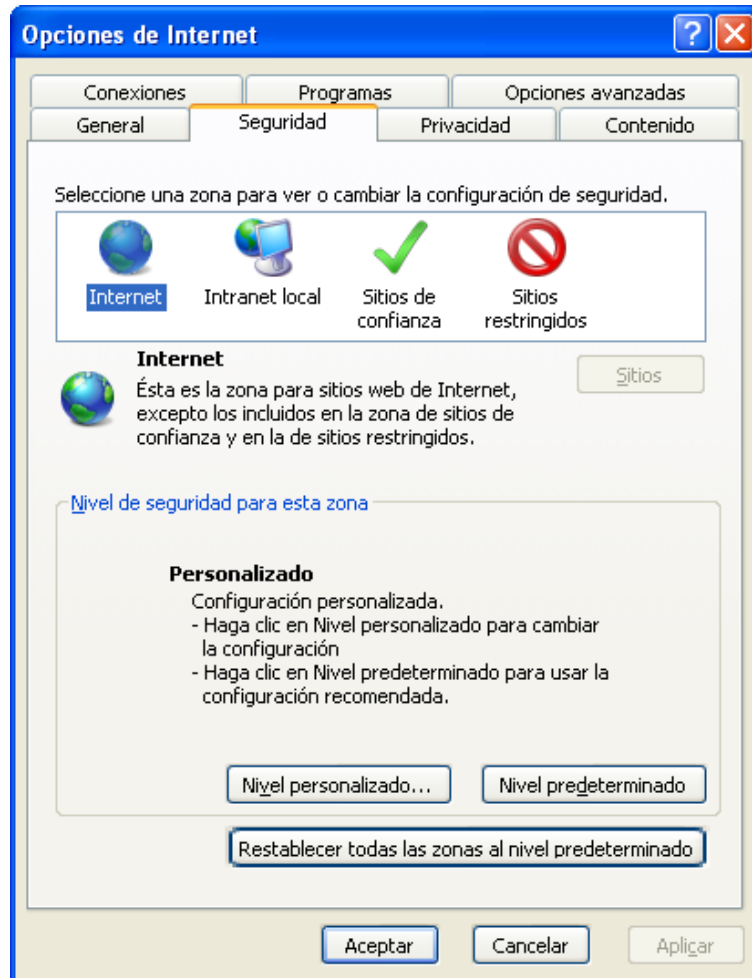 Opciones de Internet
Conexiones
Programas
Opciones avanzadas
General
Seguridad
Privacidad
Contenido
Seleccione una zona para ver o cambiar la configuración de seguridad.
Internet
Intranet local
Sitios de
confianza
Sitios
restringidos
Internet
Sitios
Ésta es la zona para sitios web de Internet,
excepto los incluidos en la zona de sitios de
confianza y en la de sitios restringidos.
Nivel de seguridad para esta zona
Personalizado
Configuración personalizada.
- Haga clic en Nivel personalizado para cambiar
la configuración
- Haga clic en Nivel predeterminado para usar la
configuración recomendada.
Nivel personalizado...
Nivel predeterminado
Restablecer todas las zonas al nivel predeterminado
Aceptar
Cancelar
Aplicar